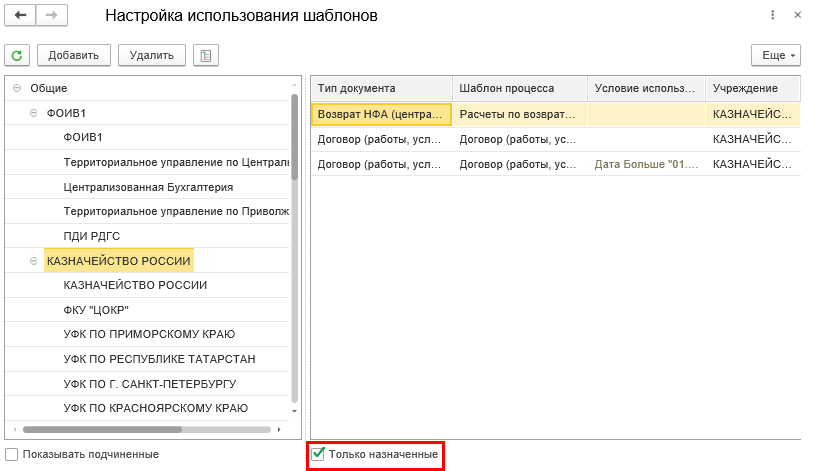 Настройка использования шаблонов
Добавить Удалить Еще
Общие
ФОИВ1
ФОИВ1
Территориальное управление по Централь
Централизованная Бухгалтерия
Территориальное управление по Приволж
ПДИ РДГС
КАЗНАЧЕЙСТВО РОССИИ
КАЗНАЧЕЙСТВО РОССИИ
ФКУ "ЦОКР"
УФК ПО ПРИМОРСКОМУ КРАЮ
УФК ПО РЕСПУБЛИКЕ ТАТАРСТАН
УФК ПО Г. САНКТ-ПЕТЕРБУРГУ
УФК ПО КРАСНОЯРСКОМУ КРАЮ
Показывать подчиненные
Тип документа Шаблон процесса Условие использ... Учреждение
Возврат НФА (центра... Расчеты по возврат... КАЗНАЧЕЙС...
Договор (работы, усл... Договор (работы, ус... КАЗНАЧЕЙС...
Договор (работы, усл... Договор (работы, ус... Дата Больше "01.... КАЗНАЧЕЙС...
Только назначенные